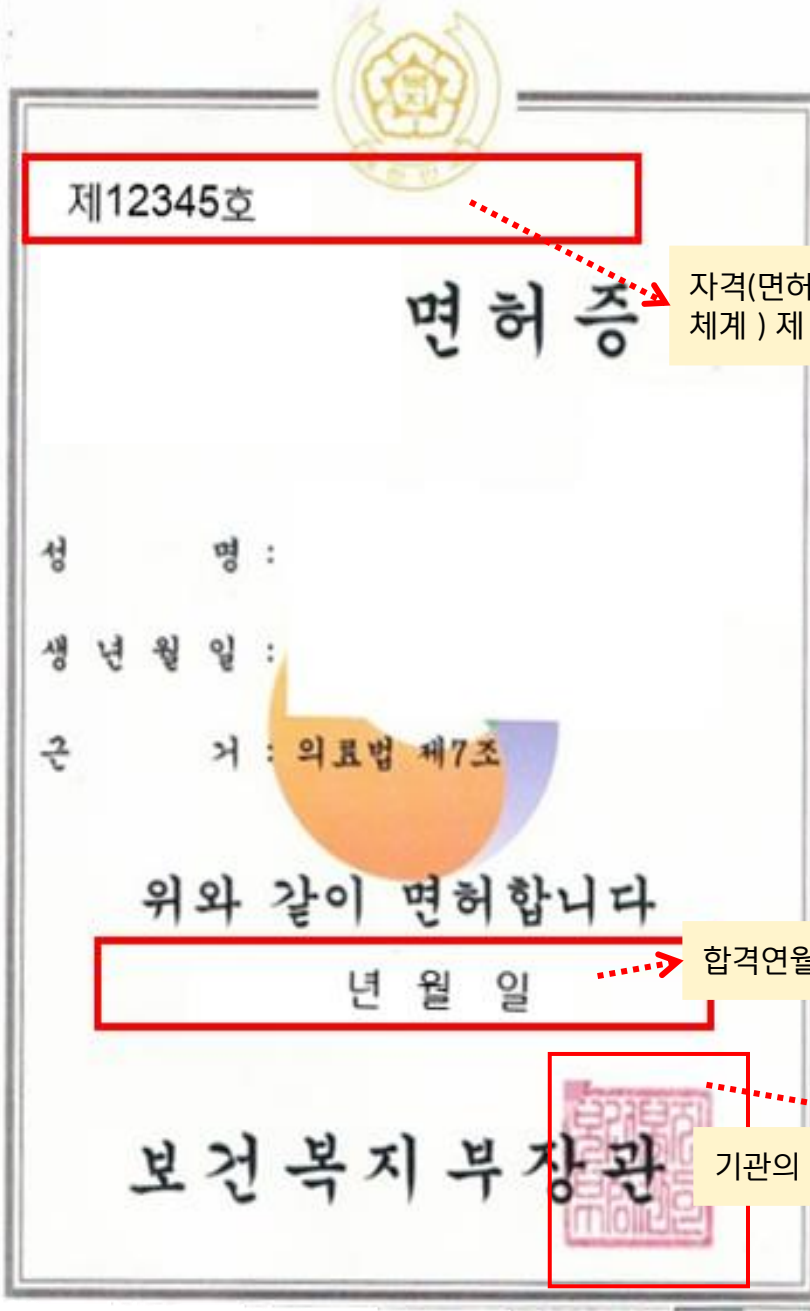 제12345호
자격(면허
체계 ) 제
면허증
성 명 :
생년월일 :
근 거 : 의료법 제7조
위와 같이 면허합니다
합격연월
년 월 일
보건복지부장관
기관의